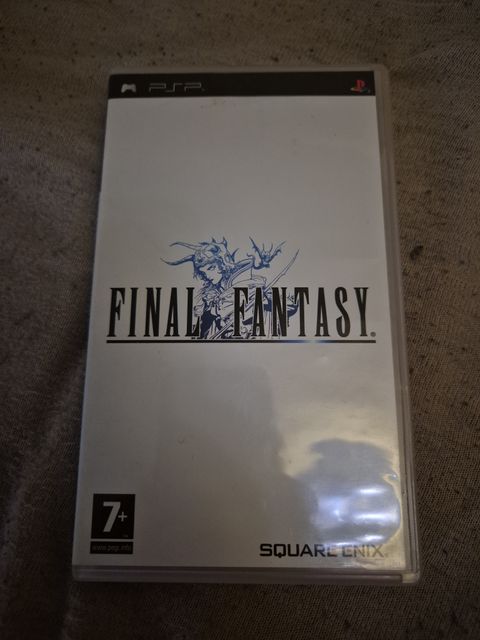 PSP
FINAL FANTASY®
7+
www.pegi.info
SQUARE ENIX®